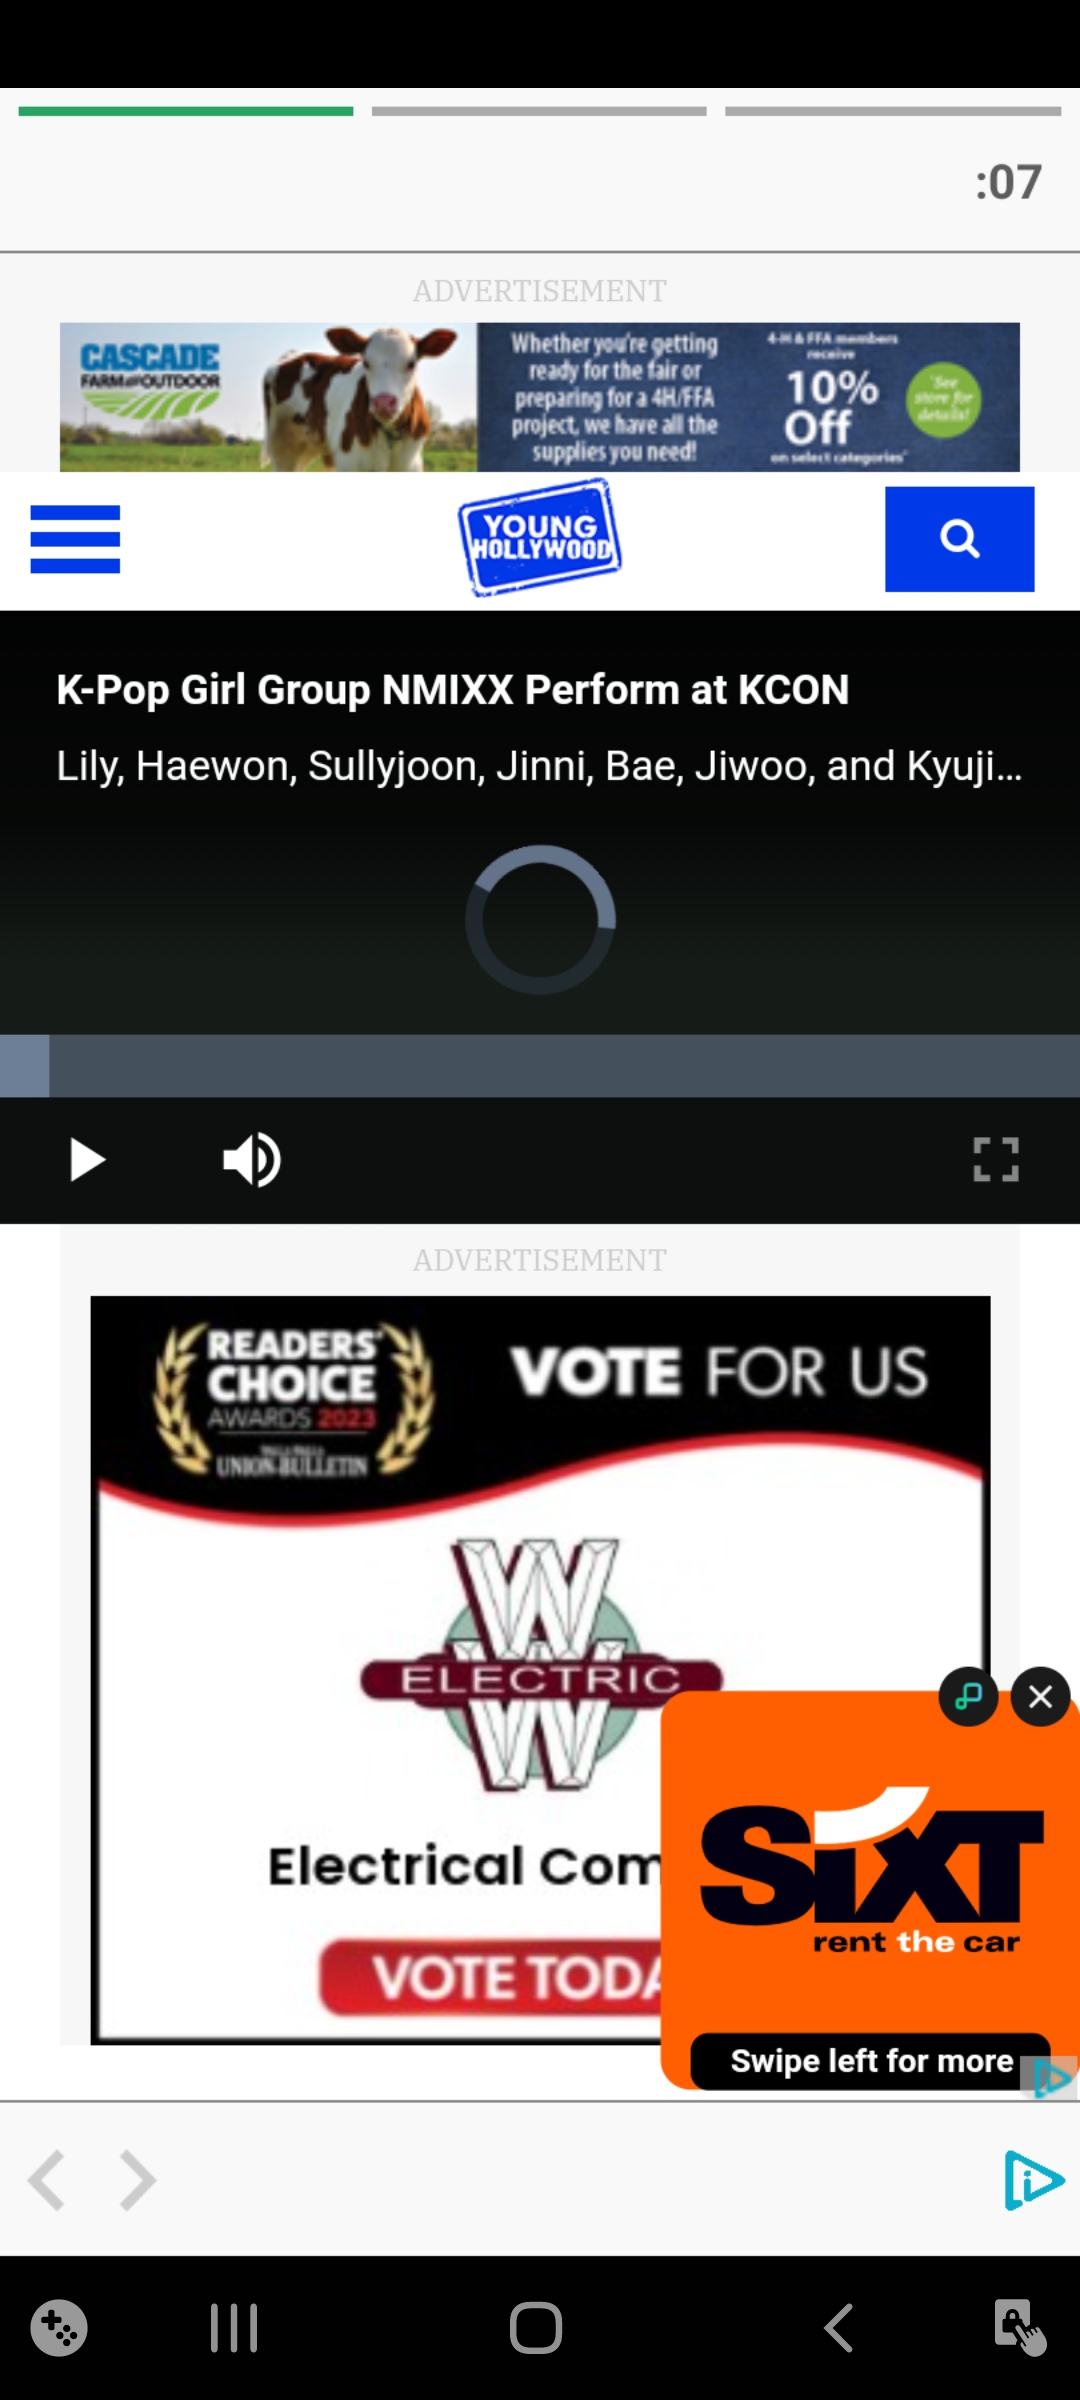 :07
ADVERTISEMENT
CASCADE
FARM AND OUTDOOR
Whether you're getting
ready for the fair or
preparing for a 4H/FFA
project, we have all the
supplies you need!
4-H & FFA members
receive
10%
Off
on select categories*
*See
store for
details!
YOUNG
HOLLYWOOD
K-Pop Girl Group NMIXX Perform at KCON
Lily, Haewon, Sullyjoon, Jinni, Bae, Jiwoo, and Kyuji...
ADVERTISEMENT
READERS'
CHOICE
AWARDS 2023
UNION-BULLETIN
VOTE FOR US
W
ELECTRIC
W
Electrical Com
VOTE TODA
SiXT
rent the car
Swipe left for more